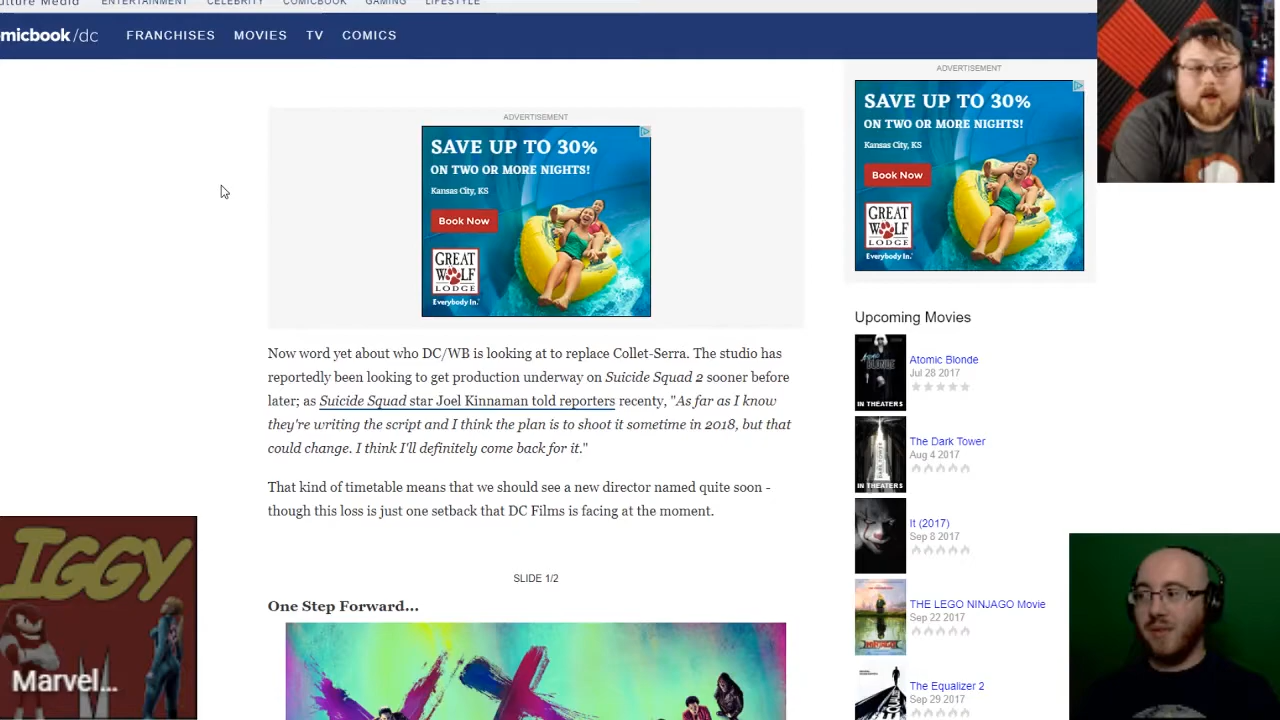 ulture Media ENTERTAINMENT CELEBRITY COMICBOOK GAMING LIFESTYLE
micbook/dc FRANCHISES MOVIES TV COMICS
ADVERTISEMENT
SAVE UP TO 30%
ON TWO OR MORE NIGHTS!
Kansas City, KS
Book Now
GREAT
WOLF
LODGE
Everybody In.
ADVERTISEMENT
SAVE UP TO 30%
ON TWO OR MORE NIGHTS!
Kansas City, KS
Book Now
GREAT
WOLF
LODGE
Everybody In.
Now word yet about who DC/WB is looking at to replace Collet-Serra. The studio has
reportedly been looking to get production underway on Suicide Squad 2 sooner before
later; as Suicide Squad star Joel Kinnaman told reporters recenty, "As far as I know
they're writing the script and I think the plan is to shoot it sometime in 2018, but that
could change. I think I'll definitely come back for it."
That kind of timetable means that we should see a new director named quite soon -
though this loss is just one setback that DC Films is facing at the moment.
SLIDE 1/2
One Step Forward...
Upcoming Movies
Atomic Blonde
Jul 28 2017
IN THEATERS
The Dark Tower
Aug 4 2017
IN THEATERS
It (2017)
Sep 8 2017
THE LEGO NINJAGO Movie
Sep 22 2017
The Equalizer 2
Sep 29 2017
IGGY
Marvel...